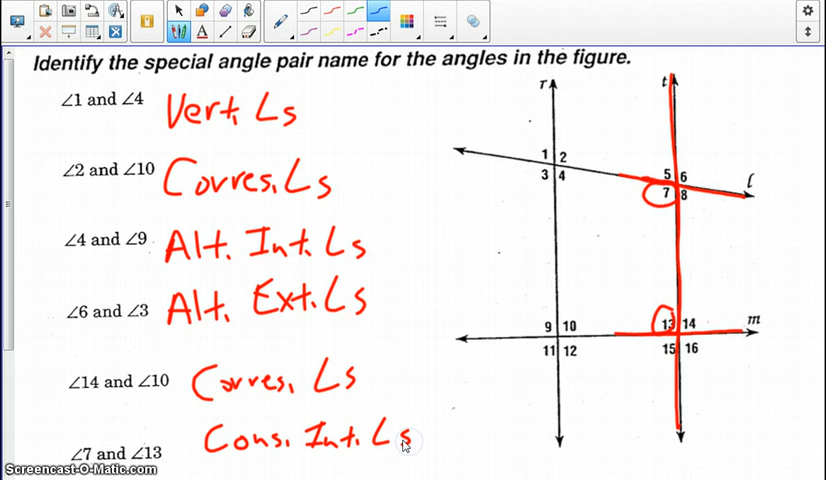 Identify the special angle pair name for the angles in the figure.
∠1 and ∠4 Vert. ∠s
∠2 and ∠10 Corres. ∠s
∠4 and ∠9 Alt. Int. ∠s
∠6 and ∠3 Alt. Ext. ∠s
∠14 and ∠10 Corres. ∠s
∠7 and ∠13 Cons. Int. ∠s
r t
1 2
3 4
5 6
l
7 8
9 10
13 14
m
11 12
15 16
Screencast-O-Matic.com